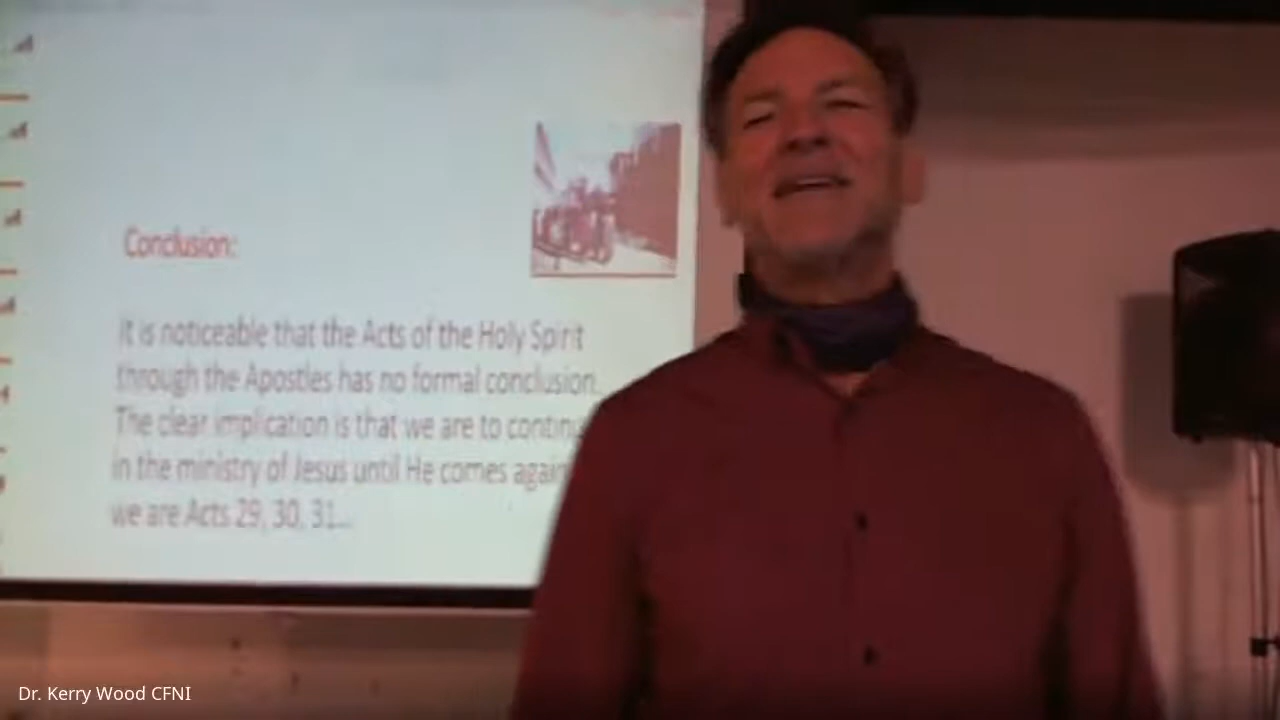 Conclusion:
It is noticeable that the Acts of the Holy Spirit
through the Apostles has no formal conclusion.
The clear implication is that we are to
in the ministry of Jesus until He comes
we are Acts 29, 30, 31...
Dr. Kerry Wood CFNI